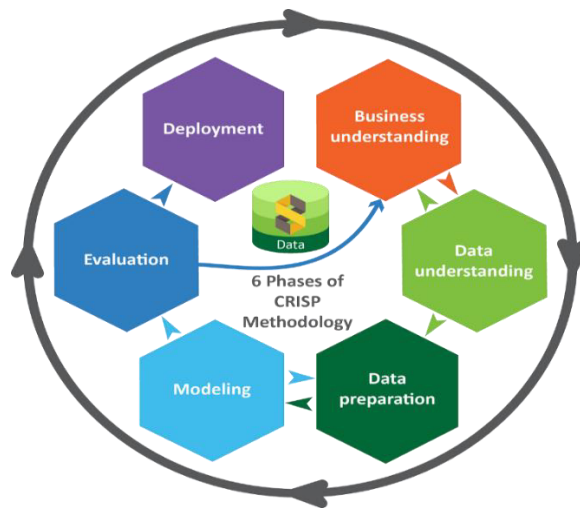 Deployment
Business
understanding
Data
Evaluation
Data
understanding
6 Phases of
CRISP
Methodology
Modeling
Data
preparation